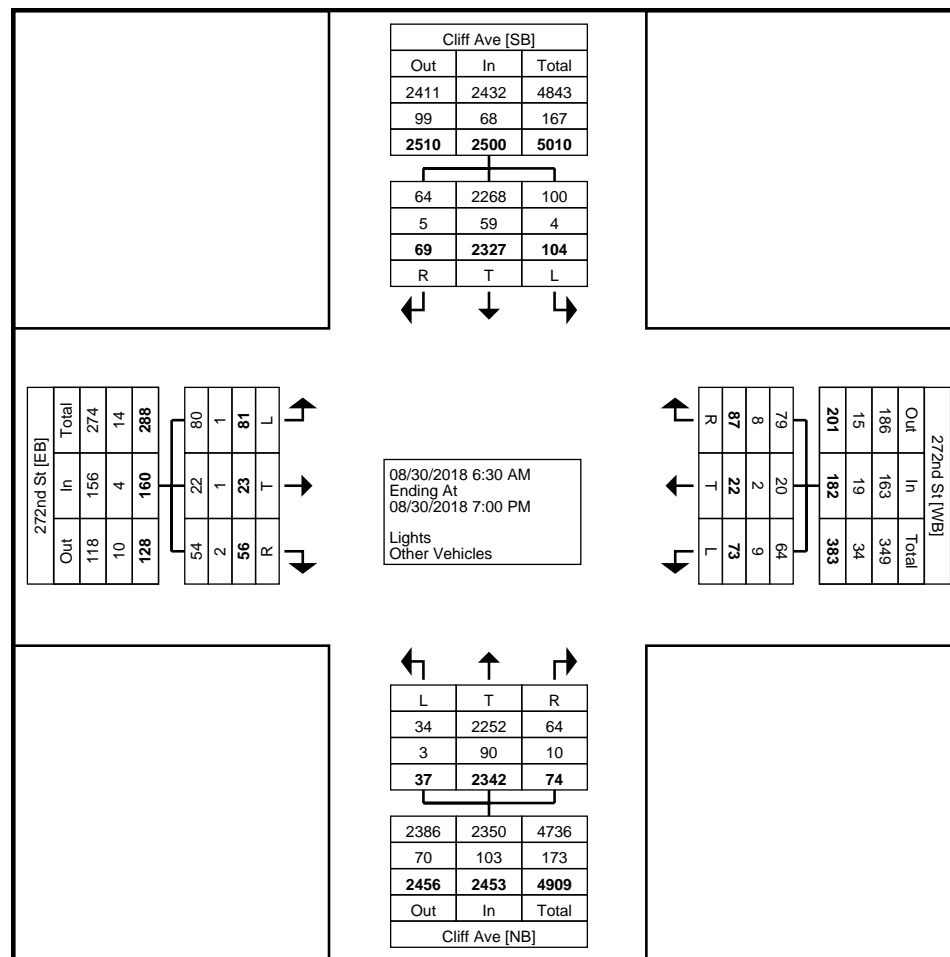 Cliff Ave [SB]
Out In Total
2411 2432 4843
99 68 167
2510 2500 5010
64 2268 100
5 59 4
69 2327 104
R T L
272nd St [EB]
Total In Out
274 156 118
14 4 10
288 160 128
80 22 54
1 1 2
81 23 56
L T R
08/30/2018 6:30 AM
Ending At
08/30/2018 7:00 PM
Lights
Other Vehicles
R T L
87 22 73
8 2 9
79 20 64
201 182 383
15 19 34
186 163 349
Out In Total
272nd St [WB]
L T R
34 2252 64
3 90 10
37 2342 74
2386 2350 4736
70 103 173
2456 2453 4909
Out In Total
Cliff Ave [NB]